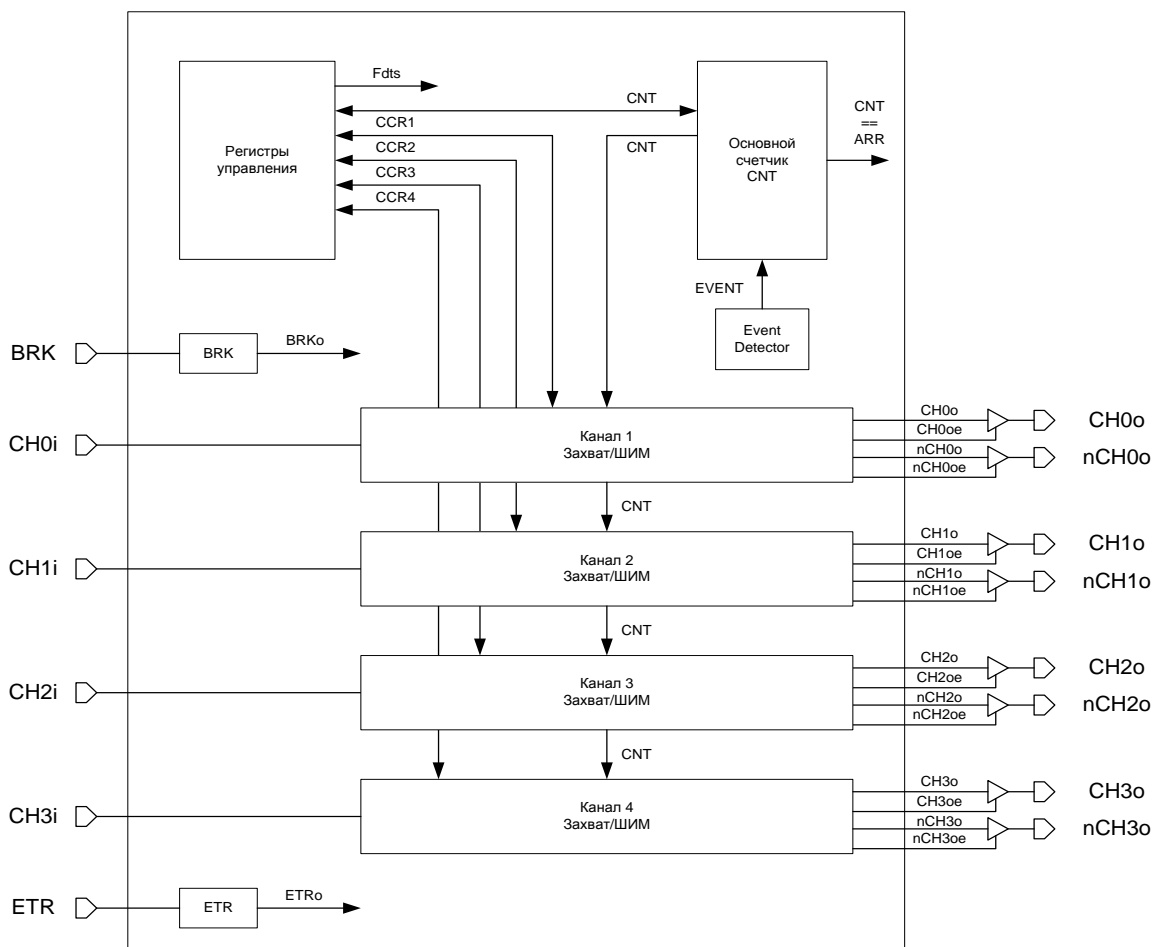 Fdts
CNT
CNT
==
ARR
CCR1
CNT
CCR2
CCR3
CCR4
Регистры
управления
Основной
счетчик
CNT
EVENT
Event
Detector
BRK
BRK
BRKo
CH0i
Канал 1
Захват/ШИМ
CH0o
CH0oe
nCH0o
nCH0oe
CH0o
nCH0o
CNT
CH1i
Канал 2
Захват/ШИМ
CH1o
CH1oe
nCH1o
nCH1oe
CH1o
nCH1o
CNT
CH2i
Канал 3
Захват/ШИМ
CH2o
CH2oe
nCH2o
nCH2oe
CH2o
nCH2o
CNT
CH3i
Канал 4
Захват/ШИМ
CH3o
CH3oe
nCH3o
nCH3oe
CH3o
nCH3o
ETR
ETR
ETRo